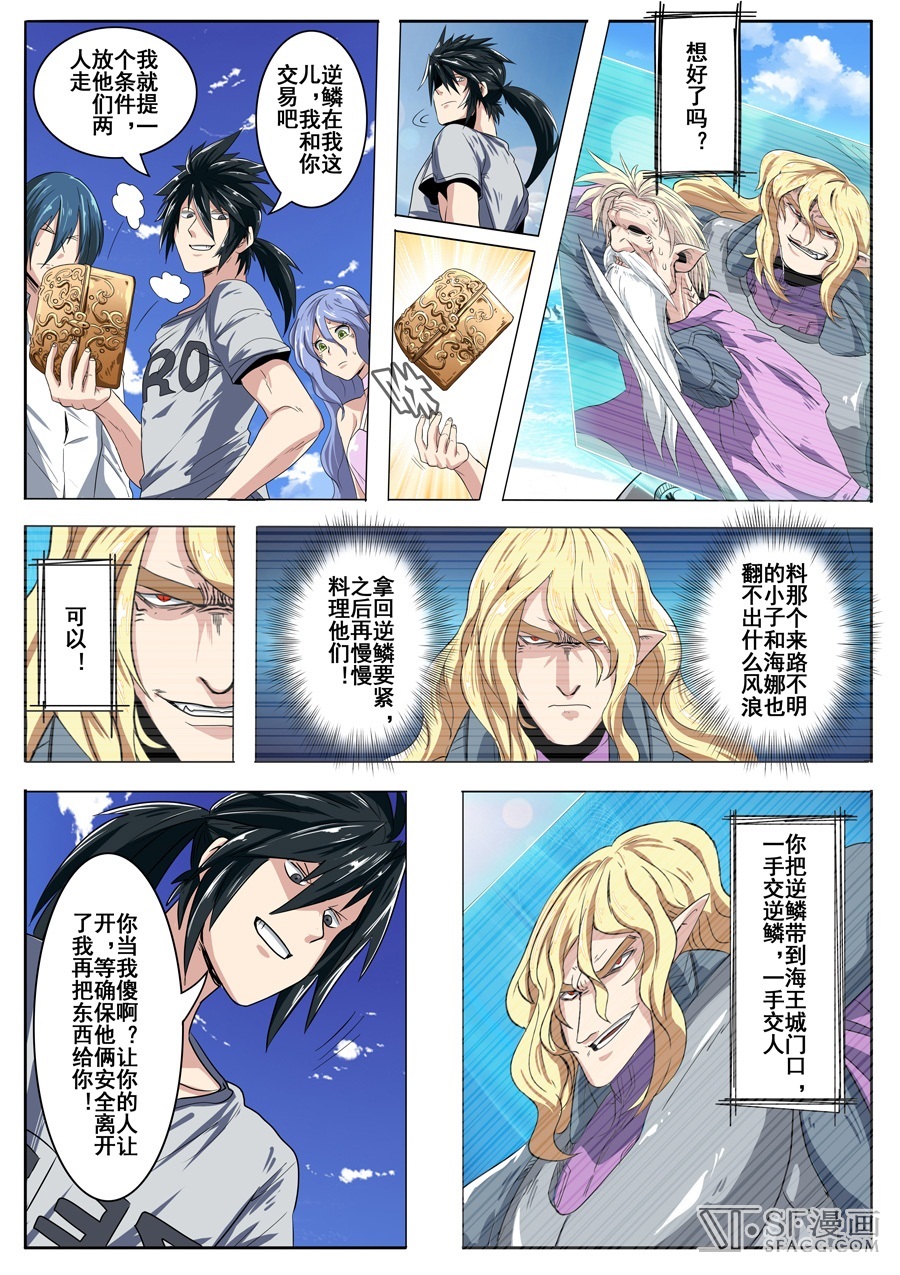 想好了吗？
咻
逆鳞在我这
儿，我和你
交易吧
我就提一
个条件，
放他们两
人走
RO
料那个来路不明
的小子和海娜也
翻不出什么风浪
拿回逆鳞要紧，
之后再慢慢
料理他们！
可以！
你把逆鳞带到海王城门口，
一手交逆鳞，一手交人
你当我傻啊？让你的人让
开，等确保他俩安全离开
了我再把东西给你！
SF漫画
SFACG.COM